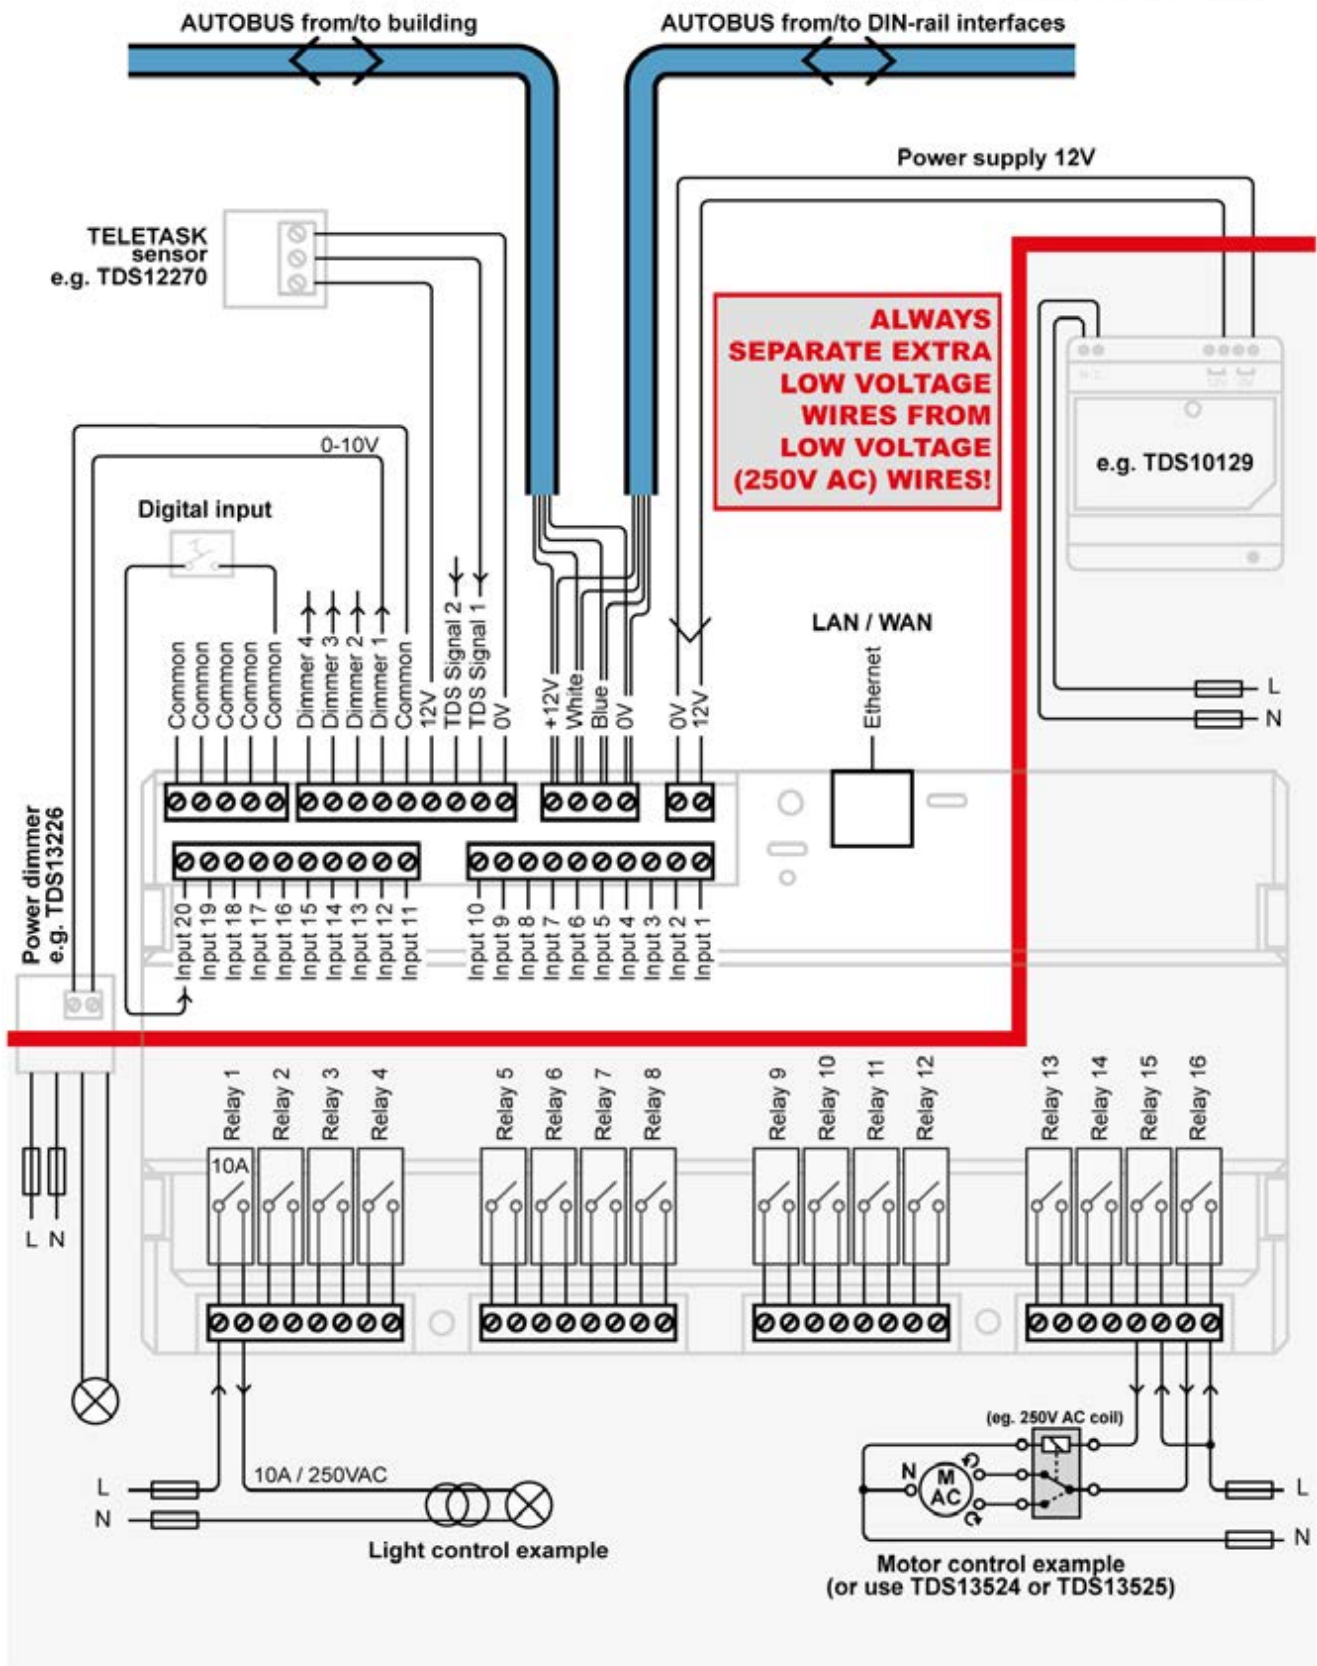 AUTOBUS from/to building
AUTOBUS from/to DIN-rail interfaces
Power supply 12V
TELETASK
sensor
e.g. TDS12270
ALWAYS
SEPARATE EXTRA
LOW VOLTAGE
WIRES FROM
LOW VOLTAGE
(250V AC) WIRES!
e.g. TDS10129
12V
0V
0-10V
Digital input
LAN / WAN
Common
Common
Common
Common
Common
Dimmer 4
Dimmer 3
Dimmer 2
Dimmer 1
Common
12V
TDS Signal 2
TDS Signal 1
0V
+12V
White
Blue
0V
0V
12V
Ethernet
L
N
Power dimmer
e.g. TDS13226
Input 20
Input 19
Input 18
Input 17
Input 16
Input 15
Input 14
Input 13
Input 12
Input 11
Input 10
Input 9
Input 8
Input 7
Input 6
Input 5
Input 4
Input 3
Input 2
Input 1
Relay 1
Relay 2
Relay 3
Relay 4
Relay 5
Relay 6
Relay 7
Relay 8
Relay 9
Relay 10
Relay 11
Relay 12
Relay 13
Relay 14
Relay 15
Relay 16
10A
L N
(eg. 250V AC coil)
L
N
10A / 250VAC
Light control example
N
M
AC
L
N
Motor control example
(or use TDS13524 or TDS13525)